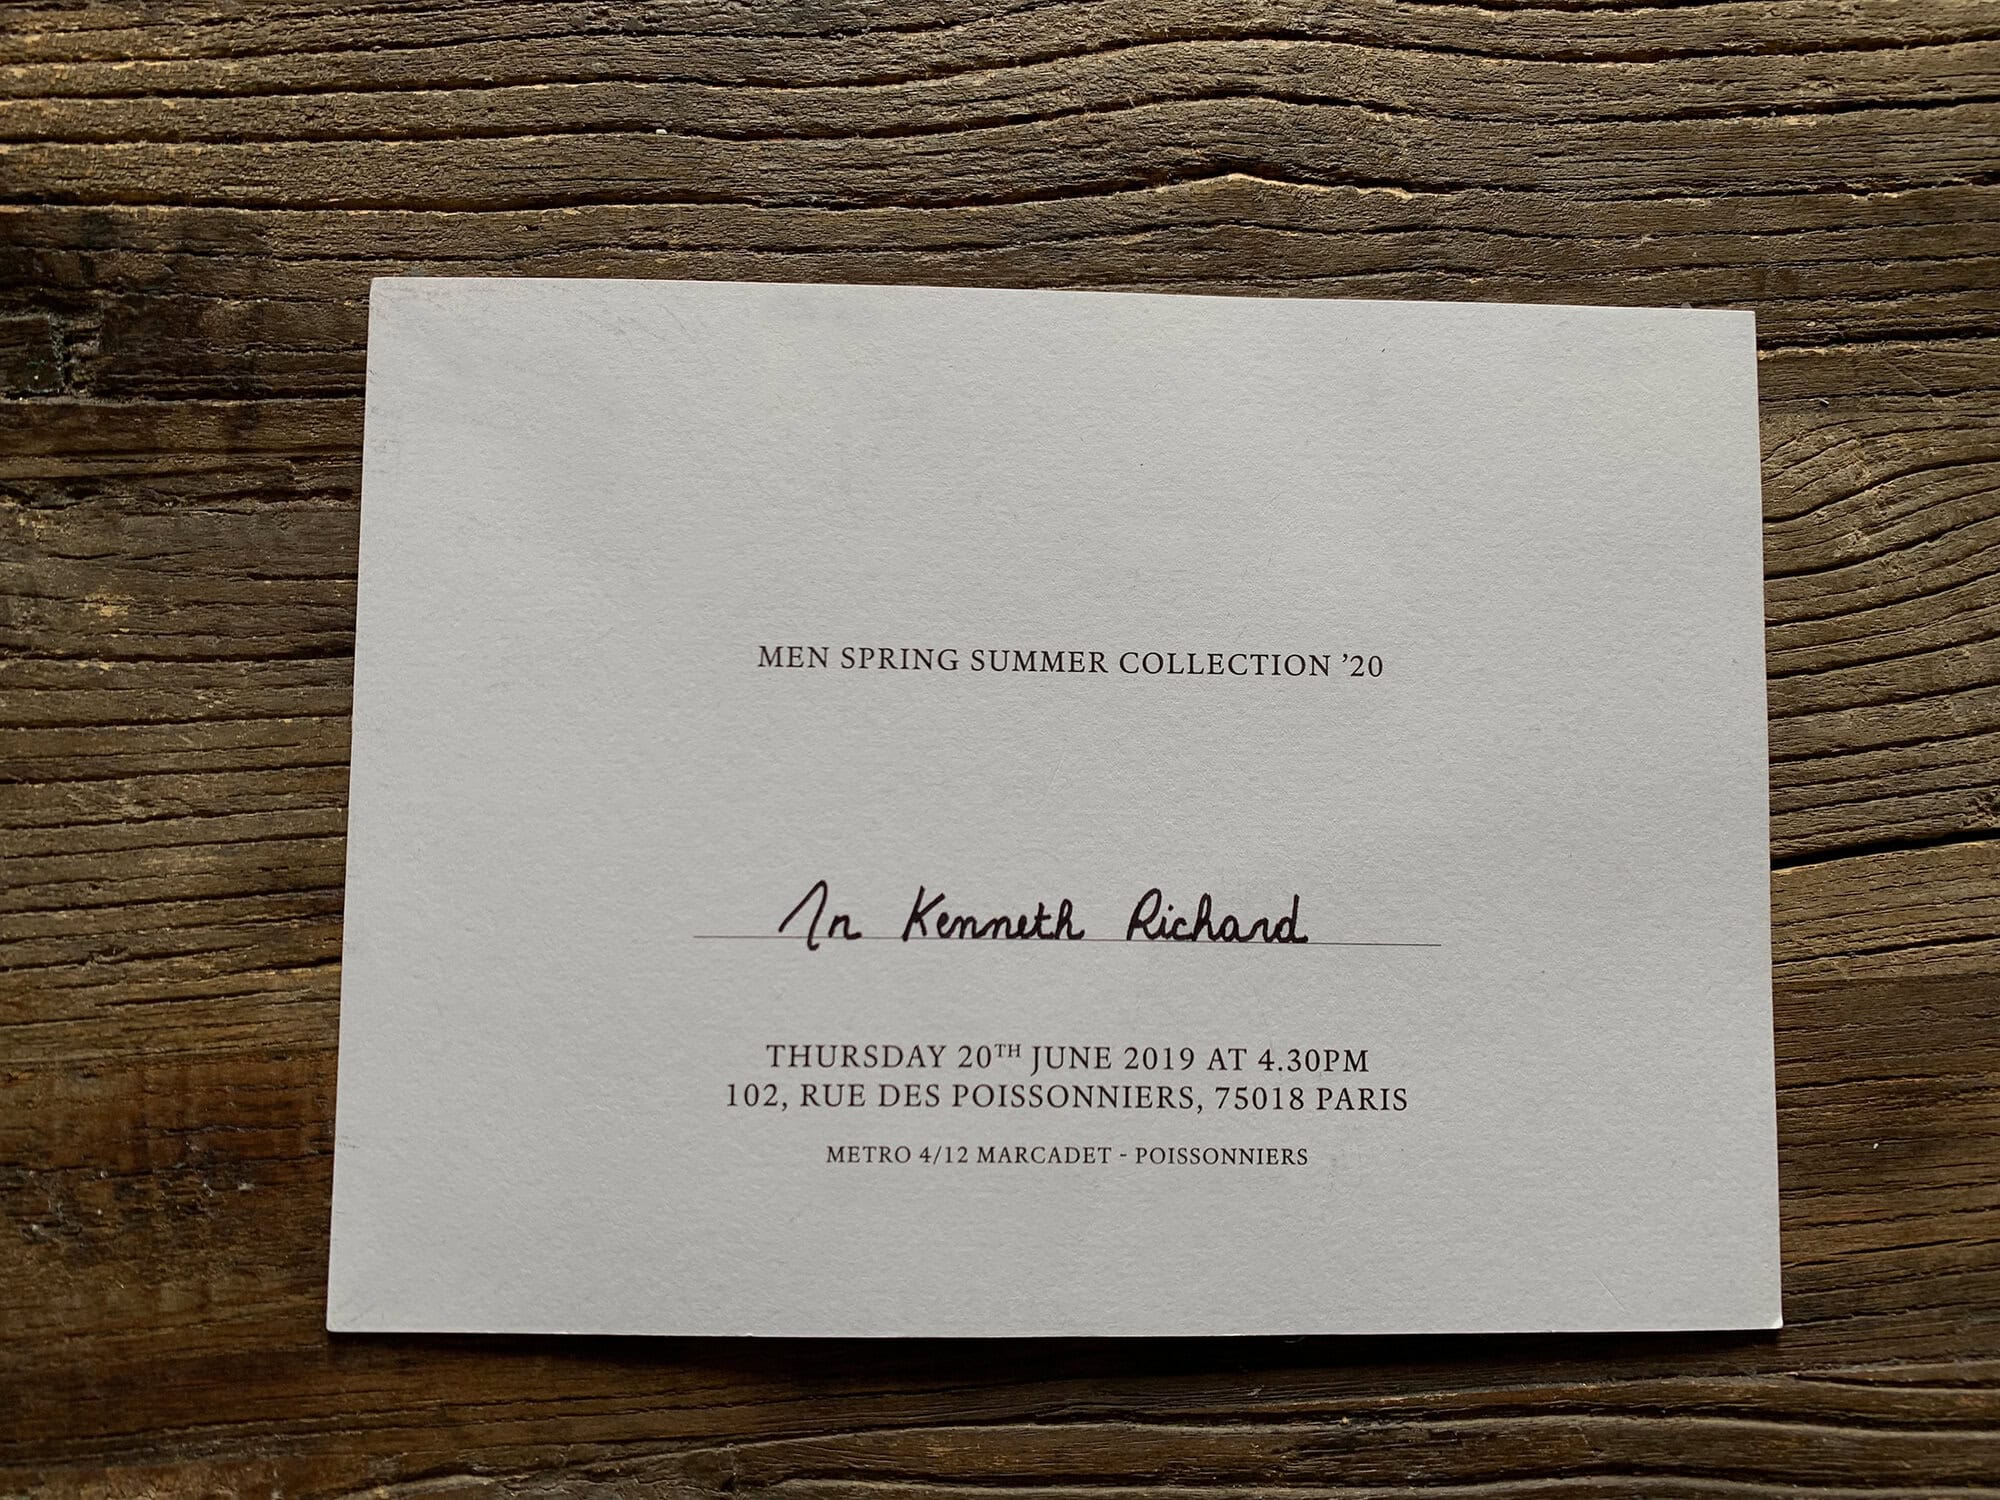 MEN SPRING SUMMER COLLECTION ’20
Mr Kenneth Richard
THURSDAY 20TH JUNE 2019 AT 4.30PM
102, RUE DES POISSONNIERS, 75018 PARIS
METRO 4/12 MARCADET - POISSONNIERS